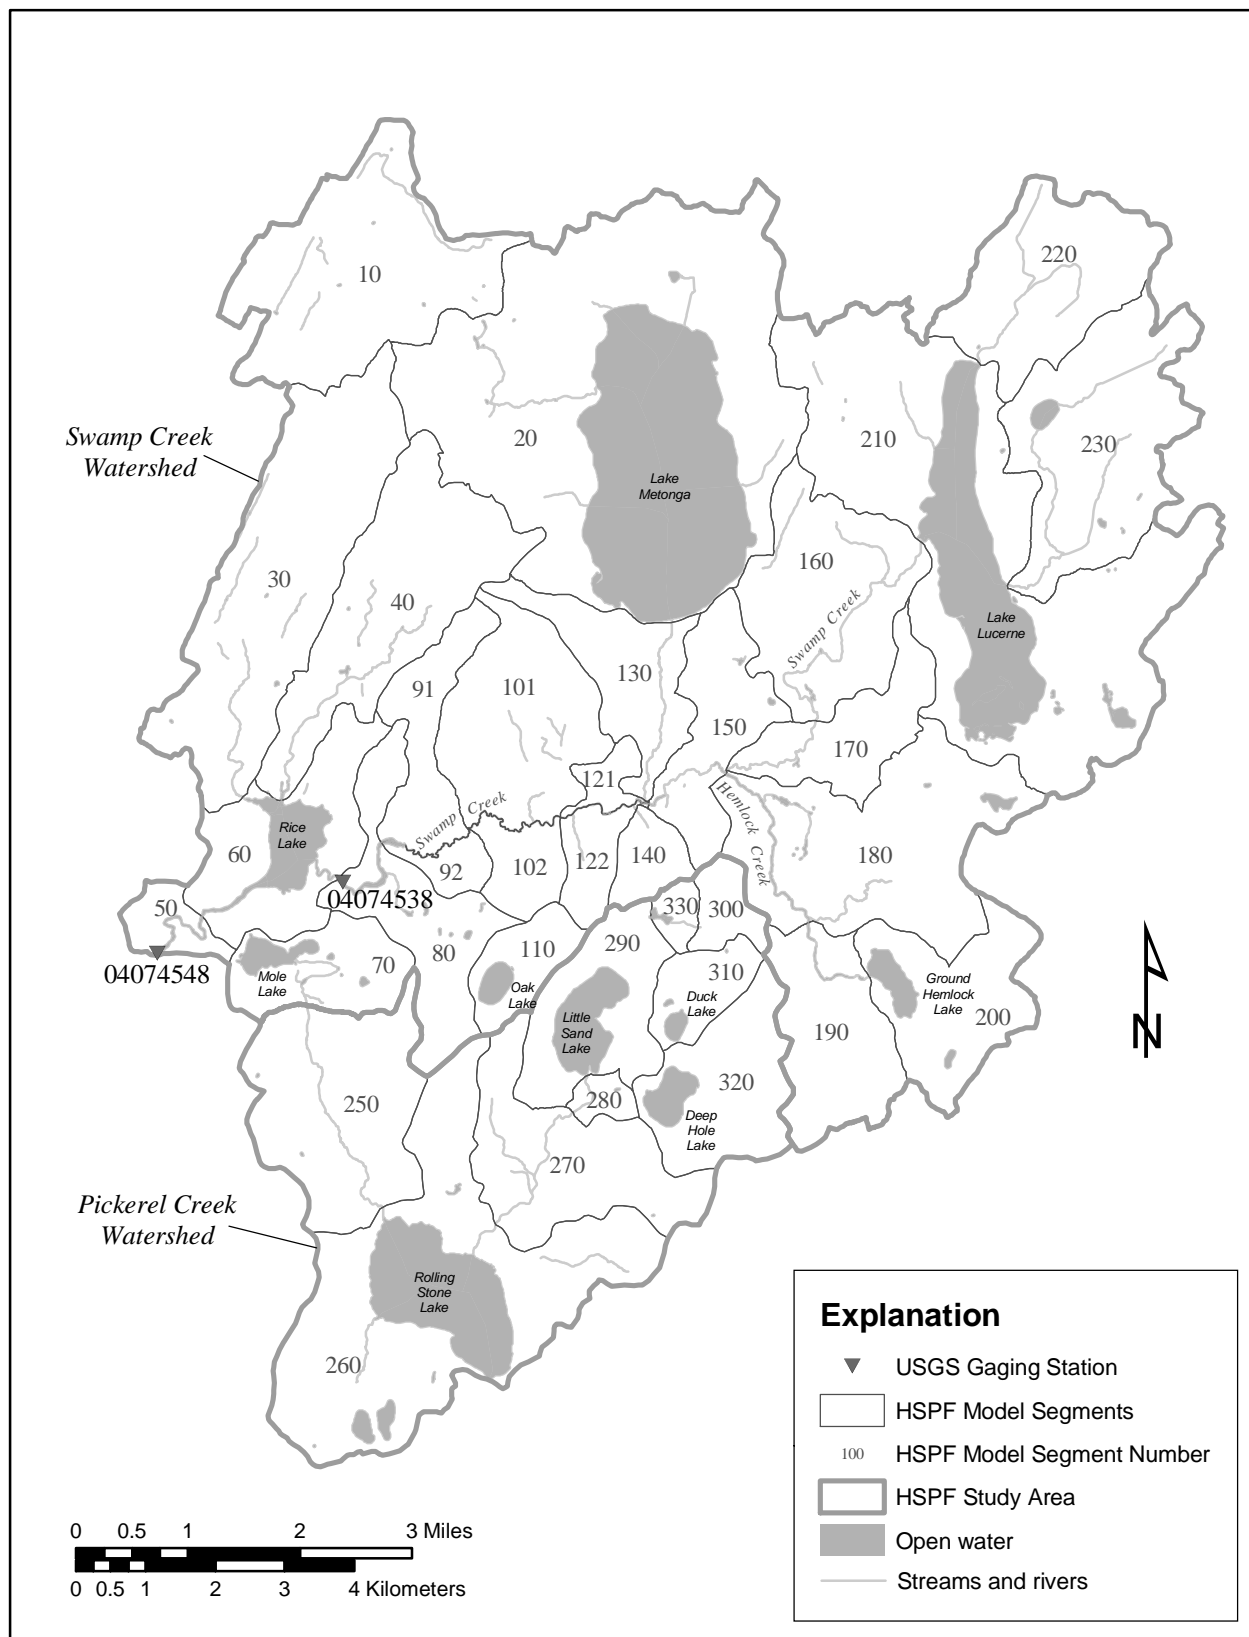 220
10
Swamp Creek
Watershed
20
210
230
Lake
Metonga
160
30
40
Swamp Creek
Lake
Lucerne
130
91
101
150
170
121
Swamp Creek
Hemlock Creek
Rice
Lake
60
92
102
122
140
180
04074538
50
330
300
80
110
290
04074548
70
310
Mole
Lake
Oak
Lake
Duck
Lake
Ground
Hemlock
Lake
200
Little
Sand
Lake
190
N
250
280
320
Deep
Hole
Lake
270
Pickerel Creek
Watershed
Rolling
Stone
Lake
260
Explanation
USGS Gaging Station
HSPF Model Segments
100 HSPF Model Segment Number
HSPF Study Area
Open water
Streams and rivers
0 0.5 1 2 3 Miles
0 0.5 1 2 3 4 Kilometers